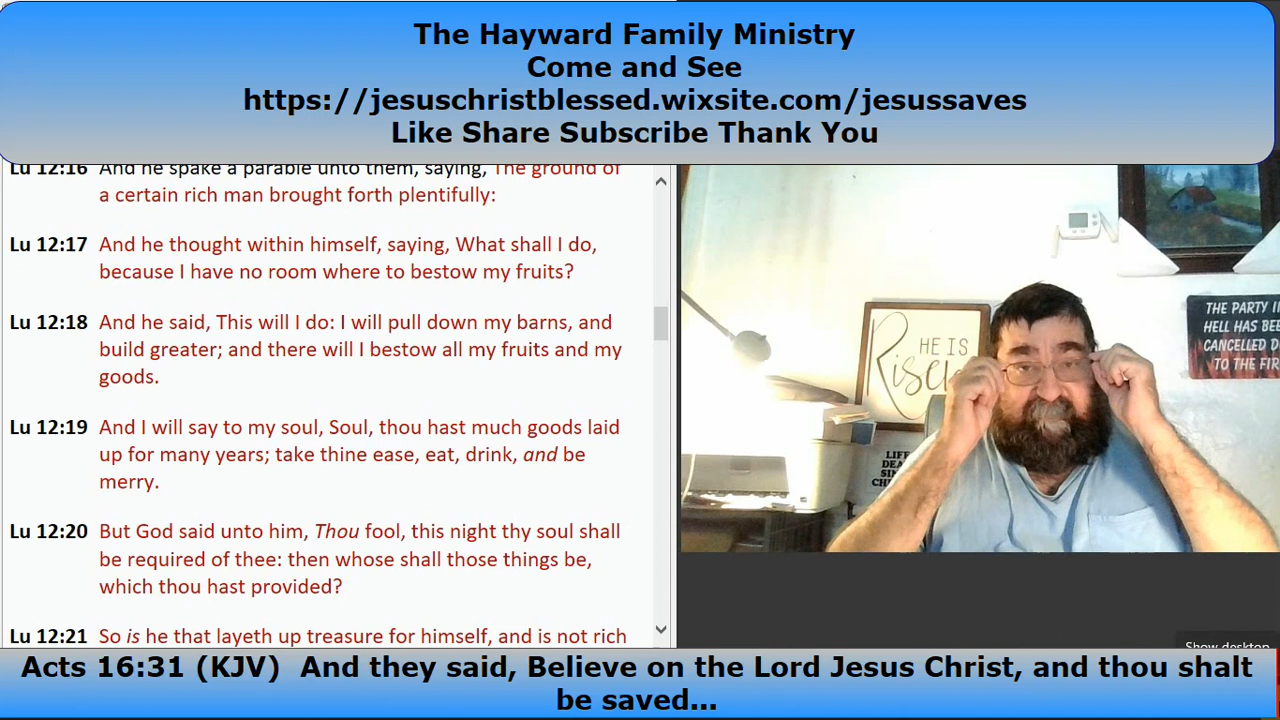 The Hayward Family Ministry
Come and See
https://jesuschristblessed.wixsite.com/jesussaves
Like Share Subscribe Thank You
Lu 12:16 And he spake a parable unto them, saying, The ground of
a certain rich man brought forth plentifully:
Lu 12:17 And he thought within himself, saying, What shall I do,
because I have no room where to bestow my fruits?
Lu 12:18 And he said, This will I do: I will pull down my barns, and
build greater; and there will I bestow all my fruits and my
goods.
Lu 12:19 And I will say to my soul, Soul, thou hast much goods laid
up for many years; take thine ease, eat, drink, and be
merry.
Lu 12:20 But God said unto him, Thou fool, this night thy soul shall
be required of thee: then whose shall those things be,
which thou hast provided?
Lu 12:21 So is he that layeth up treasure for himself, and is not rich
HE IS
Risen
THE PARTY
HELL HAS
CANCELLED
TO THE
Show desktop
Acts 16:31 (KJV) And they said, Believe on the Lord Jesus Christ, and thou shalt
be saved...